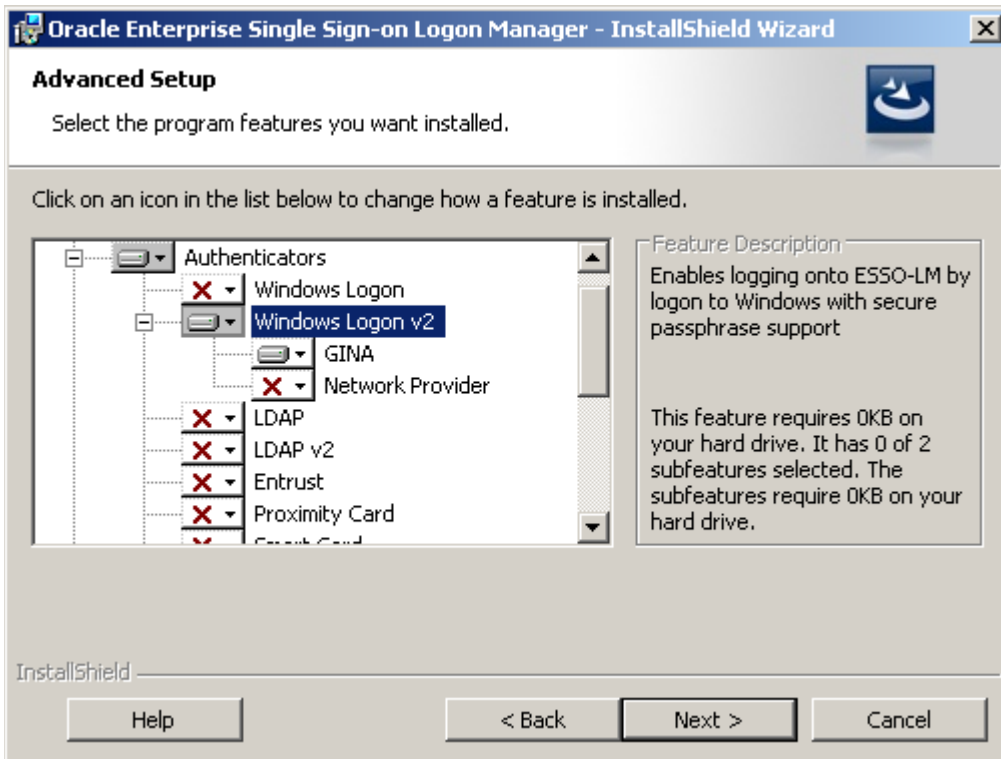 Oracle Enterprise Single Sign-on Logon Manager - InstallShield Wizard
Advanced Setup
Select the program features you want installed.
Click on an icon in the list below to change how a feature is installed.
Authenticators
Windows Logon
Windows Logon v2
GINA
Network Provider
LDAP
LDAP v2
Entrust
Proximity Card
Smart Card
Feature Description
Enables logging onto ESSO-LM by
logon to Windows with secure
passphrase support
This feature requires 0KB on
your hard drive. It has 0 of 2
subfeatures selected. The
subfeatures require 0KB on your
hard drive.
InstallShield
Help
< Back
Next >
Cancel